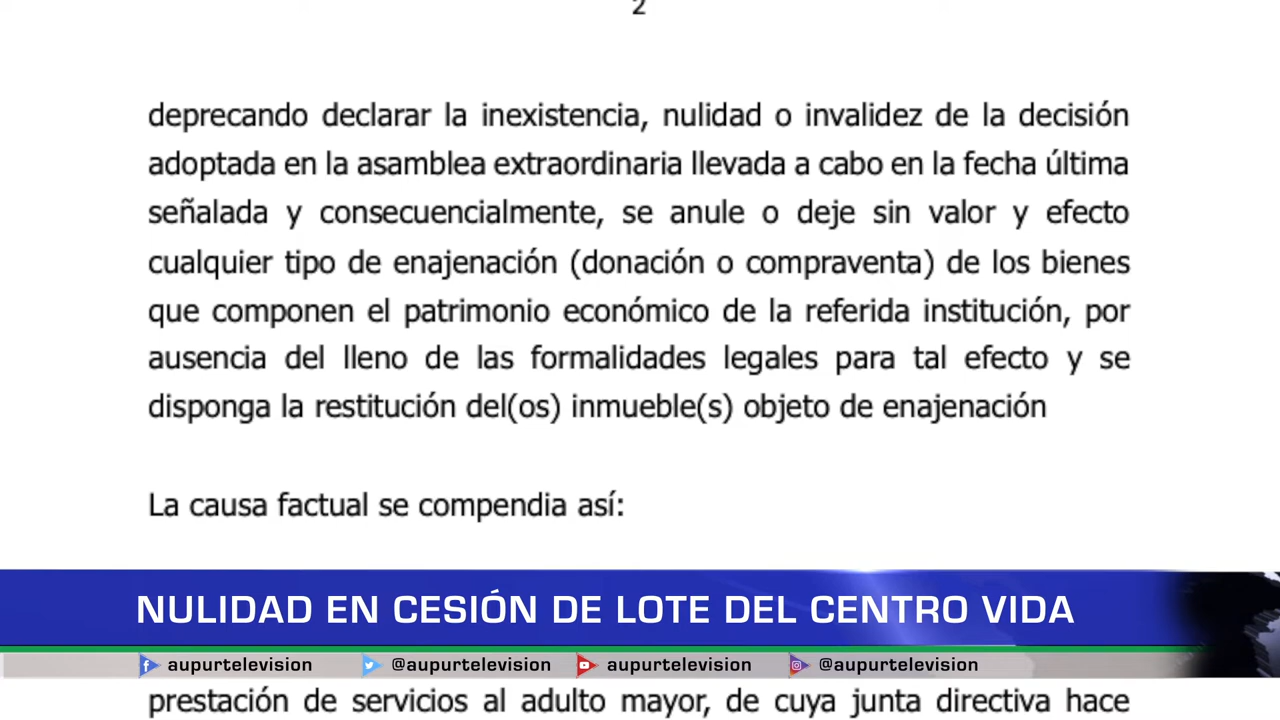 2
deprecando declarar la inexistencia, nulidad o invalidez de la decisión
adoptada en la asamblea extraordinaria llevada a cabo en la fecha última
señalada y consecuencialmente, se anule o deje sin valor y efecto
cualquier tipo de enajenación (donación o compraventa) de los bienes
que componen el patrimonio económico de la referida institución, por
ausencia del lleno de las formalidades legales para tal efecto y se
disponga la restitución del(os) inmueble(s) objeto de enajenación
La causa factual se compendia así:
NULIDAD EN CESIÓN DE LOTE DEL CENTRO VIDA
aupurtelevision @aupurtelevision aupurtelevision @aupurtelevision
prestación de servicios al adulto mayor, de cuya junta directiva hace